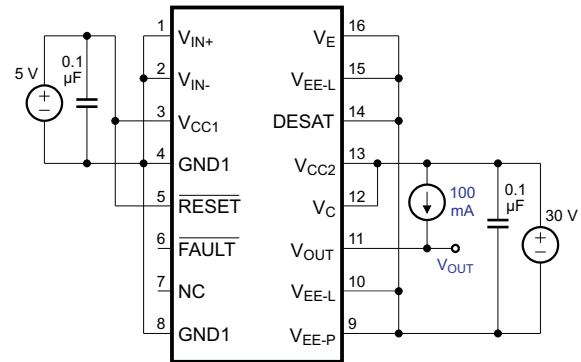 1 V_IN+ V_E 16
2 V_IN- V_EE-L 15
3 V_CC1 DESAT 14
4 GND1 V_CC2 13
5 RESET V_C 12
6 FAULT V_OUT 11
7 NC V_EE-L 10
8 GND1 V_EE-P 9
5 V
+
−
0.1
µF
100
mA
V_OUT
0.1
µF
30 V
+
−